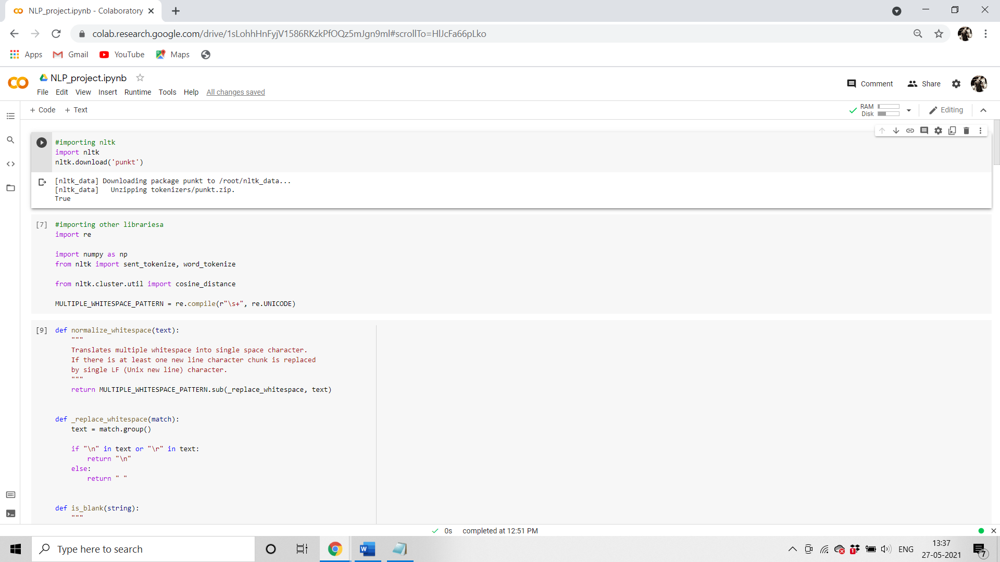 NLP_project.ipynb - Colaboratory
colab.research.google.com/drive/1sLohhHnFyjV1586RKzkPfOQz5mJgn9ml#scrollTo=HlJcFa66pLko
Apps Gmail YouTube Maps
CO NLP_project.ipynb
File Edit View Insert Runtime Tools Help All changes saved
Comment Share
+ Code + Text
RAM
Disk
Editing
#importing nltk
import nltk
nltk.download('punkt')
[nltk_data] Downloading package punkt to /root/nltk_data...
[nltk_data]   Unzipping tokenizers/punkt.zip.
True
[7] #importing other librariesa
import re
import numpy as np
from nltk import sent_tokenize, word_tokenize
from nltk.cluster.util import cosine_distance
MULTIPLE_WHITESPACE_PATTERN = re.compile(r"\s+", re.UNICODE)
[9] def normalize_whitespace(text):
"""
Translates multiple whitespace into single space character.
If there is at least one new line character chunk is replaced
by single LF (Unix new line) character.
"""
return MULTIPLE_WHITESPACE_PATTERN.sub(_replace_whitespace, text)
def _replace_whitespace(match):
text = match.group()
if "\n" in text or "\r" in text:
return "\n"
else:
return " "
def is_blank(string):
"""
0s completed at 12:51 PM
Type here to search
W
1
ENG
13:37
27-05-2021
7